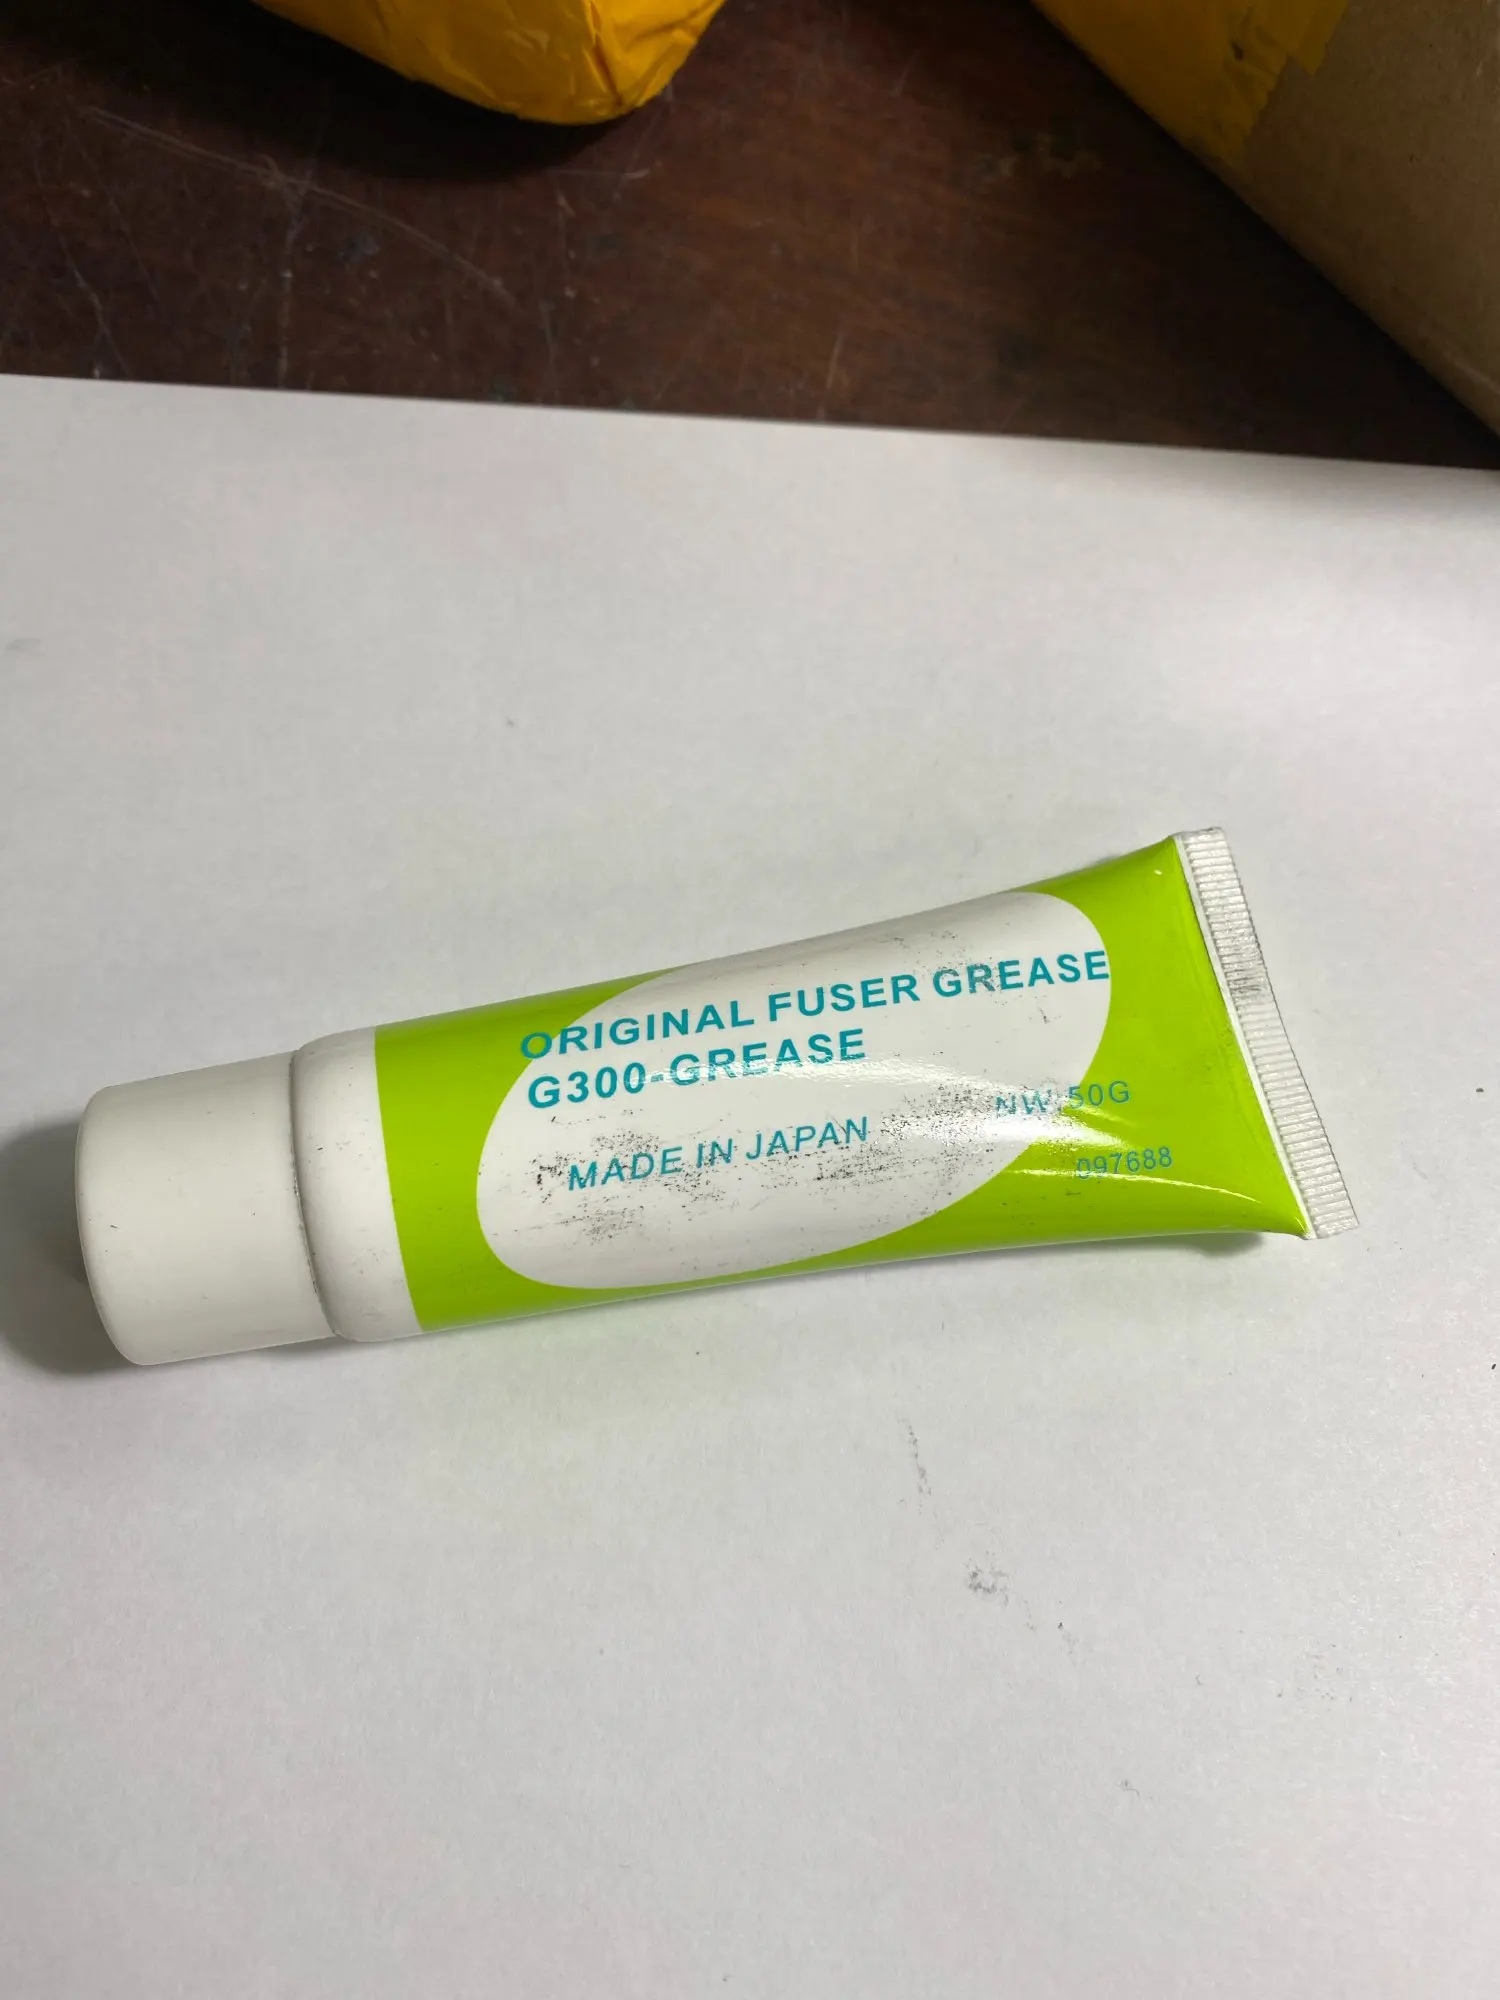 ORIGINAL FUSER GREASE
G300-GREASE
MADE IN JAPAN
NW.50G
097688